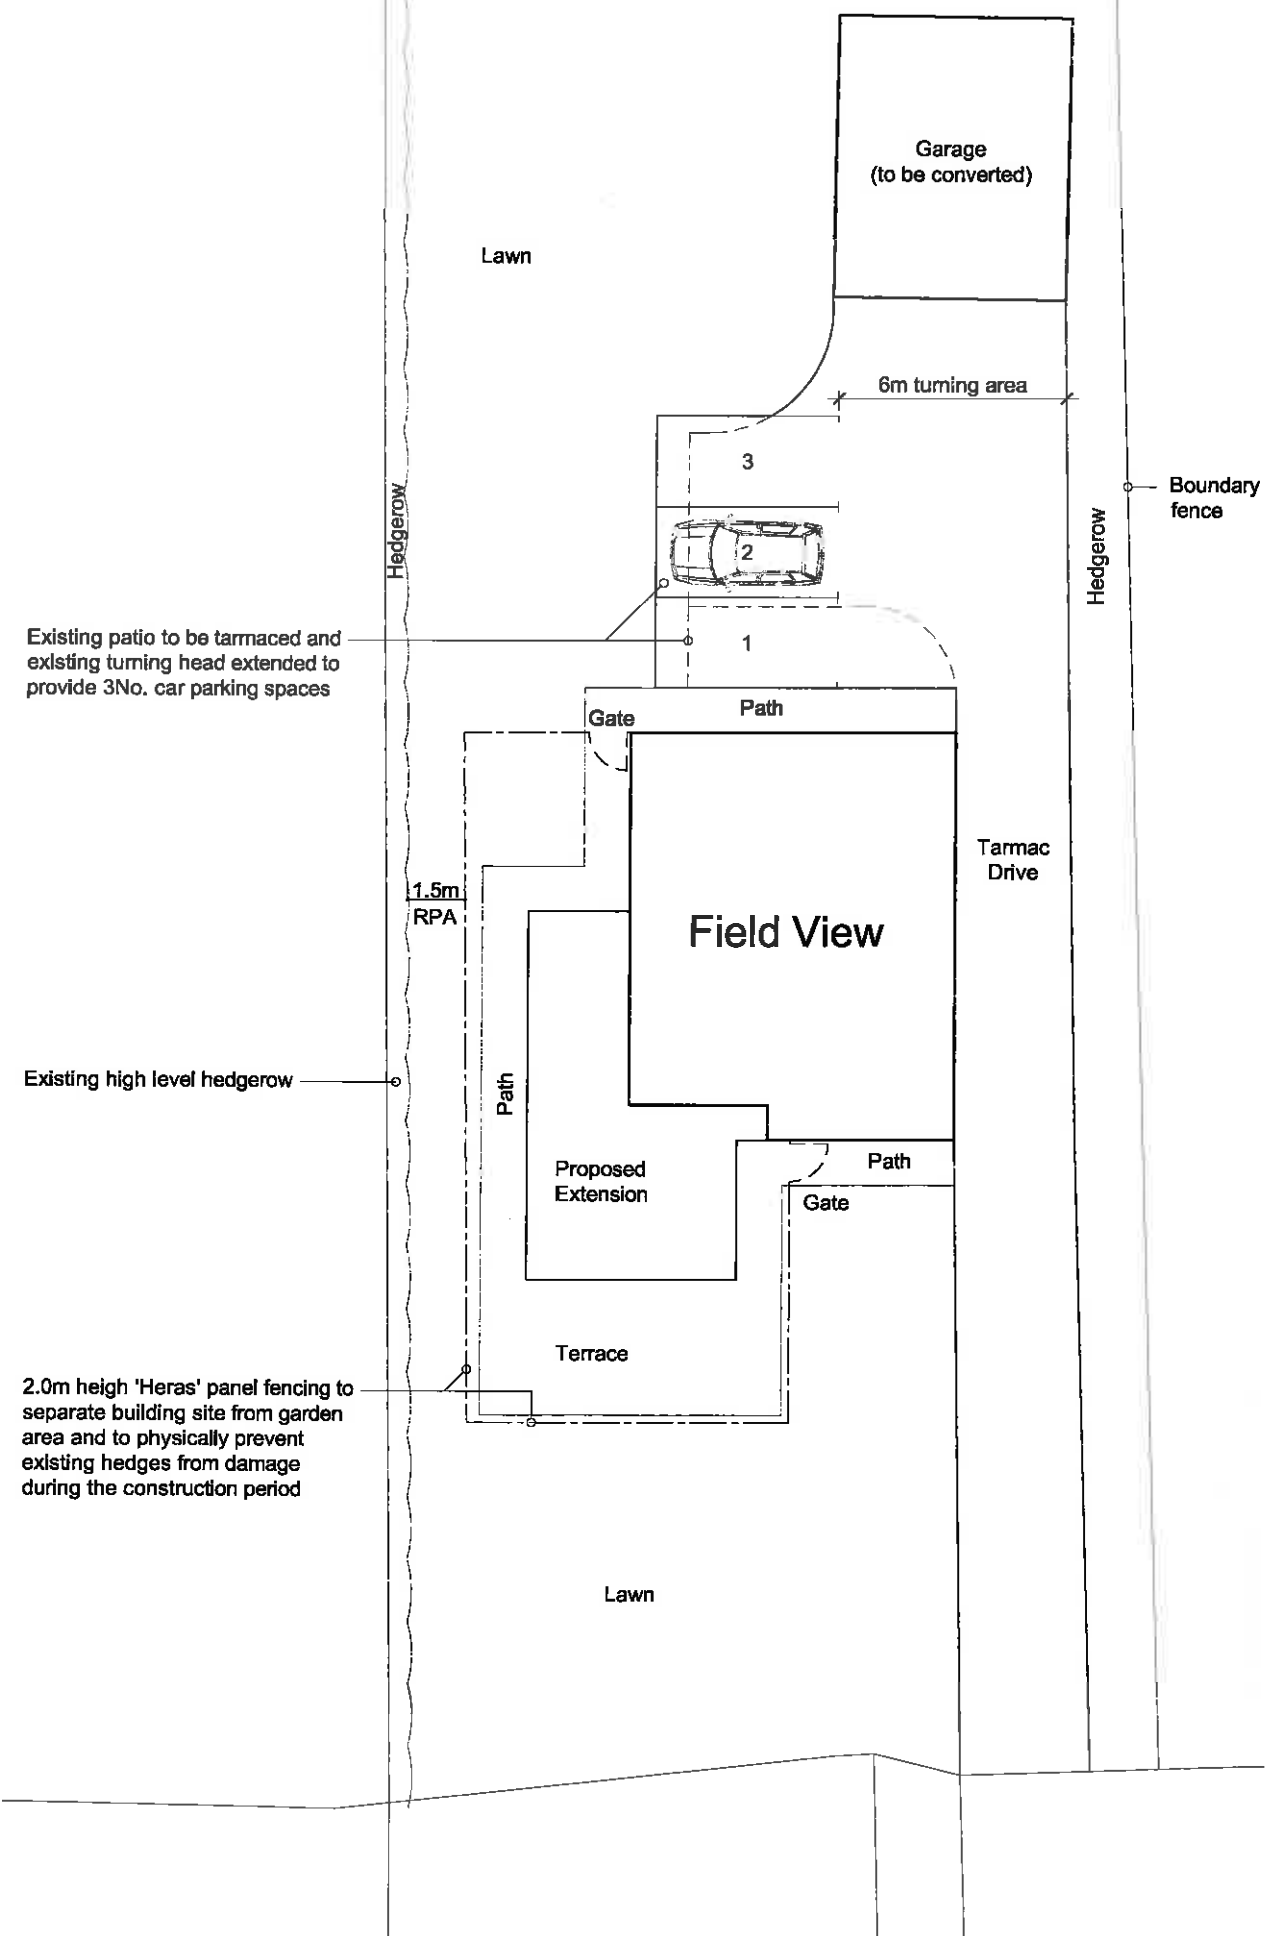 Garage
(to be converted)
Lawn
6m turning area
3
Hedgerow
Boundary
fence
Hedgerow
2
Existing patio to be tarmaced and
existing turning head extended to
provide 3No. car parking spaces
1
Gate
Path
Tarmac
Drive
1.5m
RPA
Field View
Existing high level hedgerow
Path
Proposed
Extension
Path
Gate
Terrace
2.0m heigh 'Heras' panel fencing to
separate building site from garden
area and to physically prevent
existing hedges from damage
during the construction period
Lawn